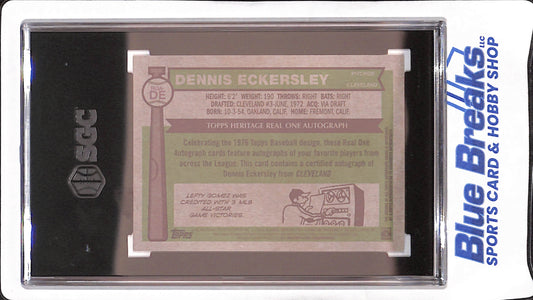 DENNIS ECKERSLEY
PITCHER
CLEVELAND
DE
HEIGHT: 6'2" WEIGHT: 190 THROWS: RIGHT BATS: RIGHT
DRAFTED: CLEVELAND #3-JUNE, 1972 ACQ: VIA DRAFT
BORN: 10-3-54, OAKLAND, CALIF. HOME: FREMONT, CALIF.
TOPPS HERITAGE REAL ONE AUTOGRAPH
Celebrating the 1976 Topps Baseball design, these Real One
Autograph cards feature autographs of your favorite players from
across the League. This card contains a certified autograph of
Dennis Eckersley from CLEVELAND
LEFTY GOMEZ WAS
CREDITED WITH 3 MLB
ALL-STAR
GAME VICTORIES.
TOPPS
SGC
Blue Breaks LLC
SPORTS CARD & HOBBY SHOP